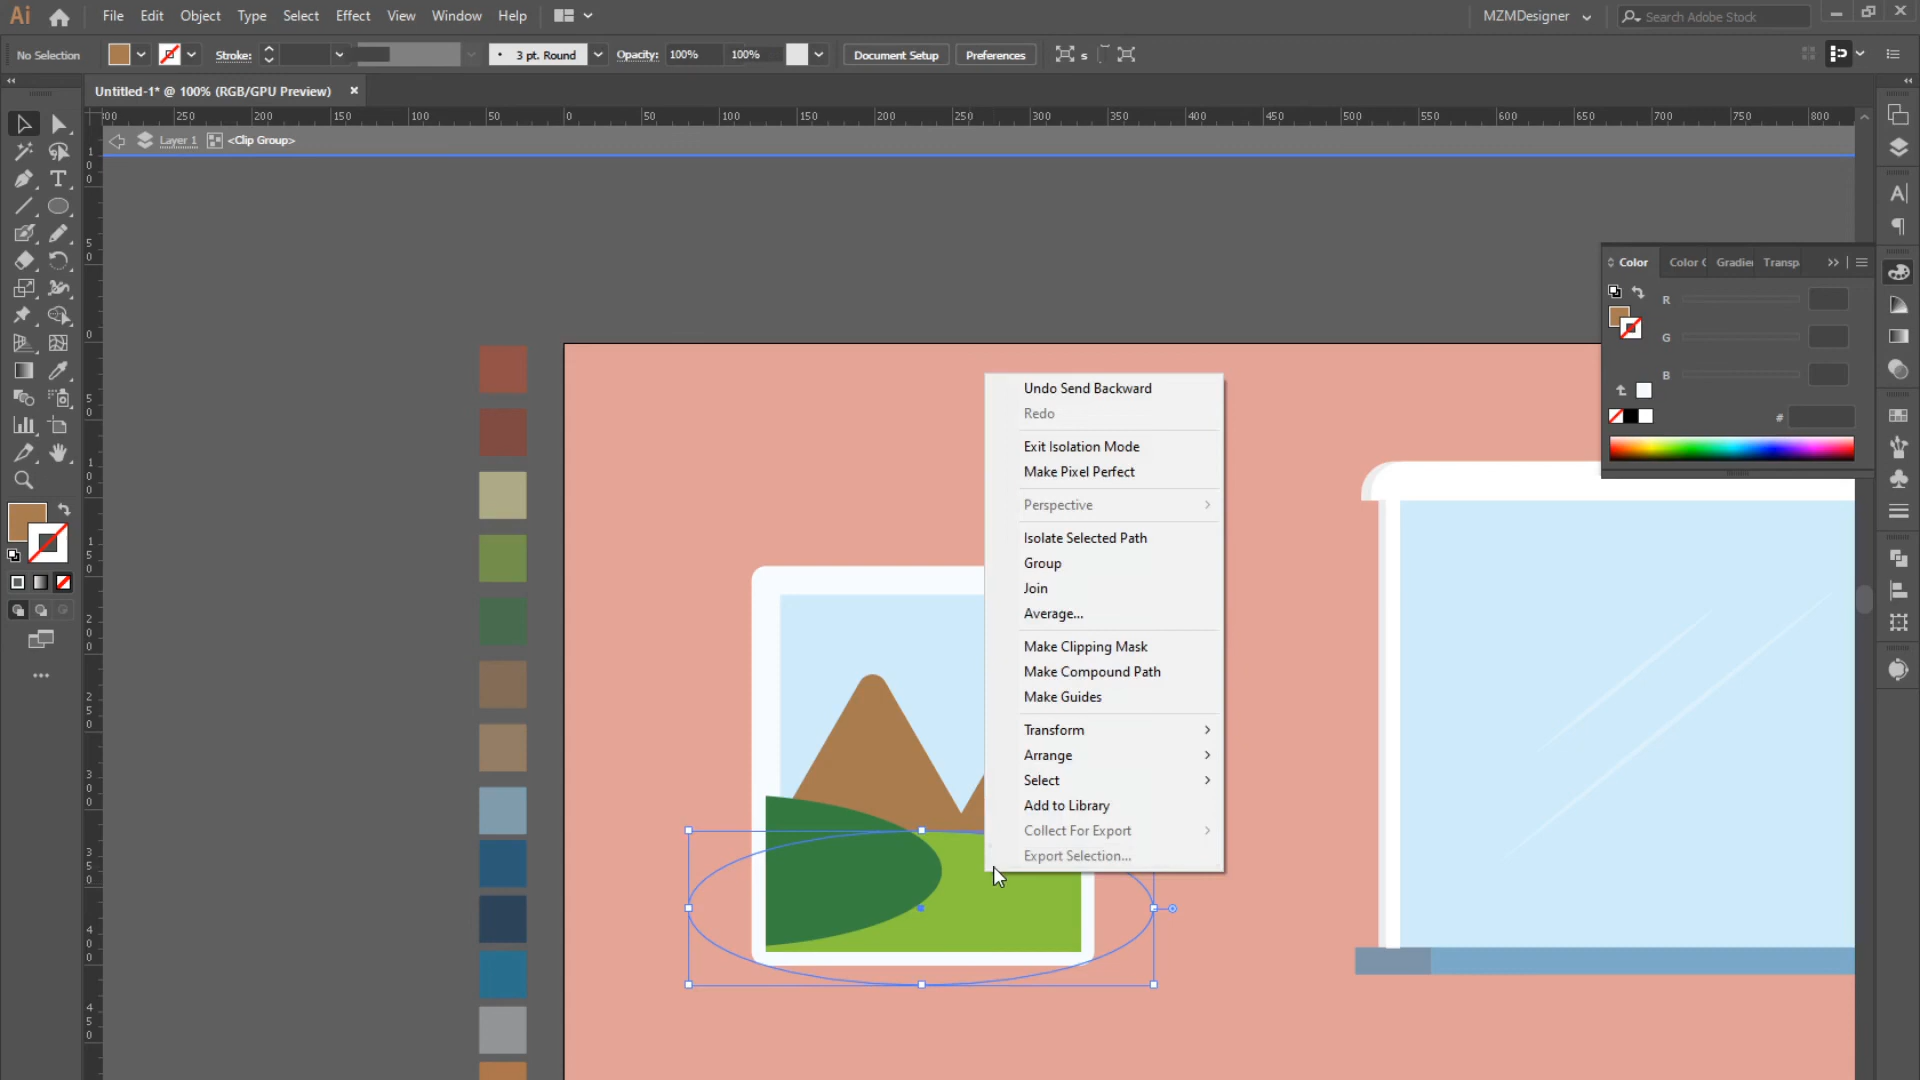 Ai File Edit Object Type Select Effect View Window Help MZMDesigner Search Adobe Stock
No Selection Stroke: 3 pt. Round Opacity: 100% 100% Document Setup Preferences s
Untitled-1* @ 100% (RGB/GPU Preview)
250 200 150 100 50 0 50 100 150 200 250 300 350 400 450 500 550 600 650 700 750 800
Layer 1 <Clip Group>
Color Color Gradie Transp
R
G
B
#
Undo Send Backward
Redo
Exit Isolation Mode
Make Pixel Perfect
Perspective
Isolate Selected Path
Group
Join
Average...
Make Clipping Mask
Make Compound Path
Make Guides
Transform
Arrange
Select
Add to Library
Collect For Export
Export Selection...